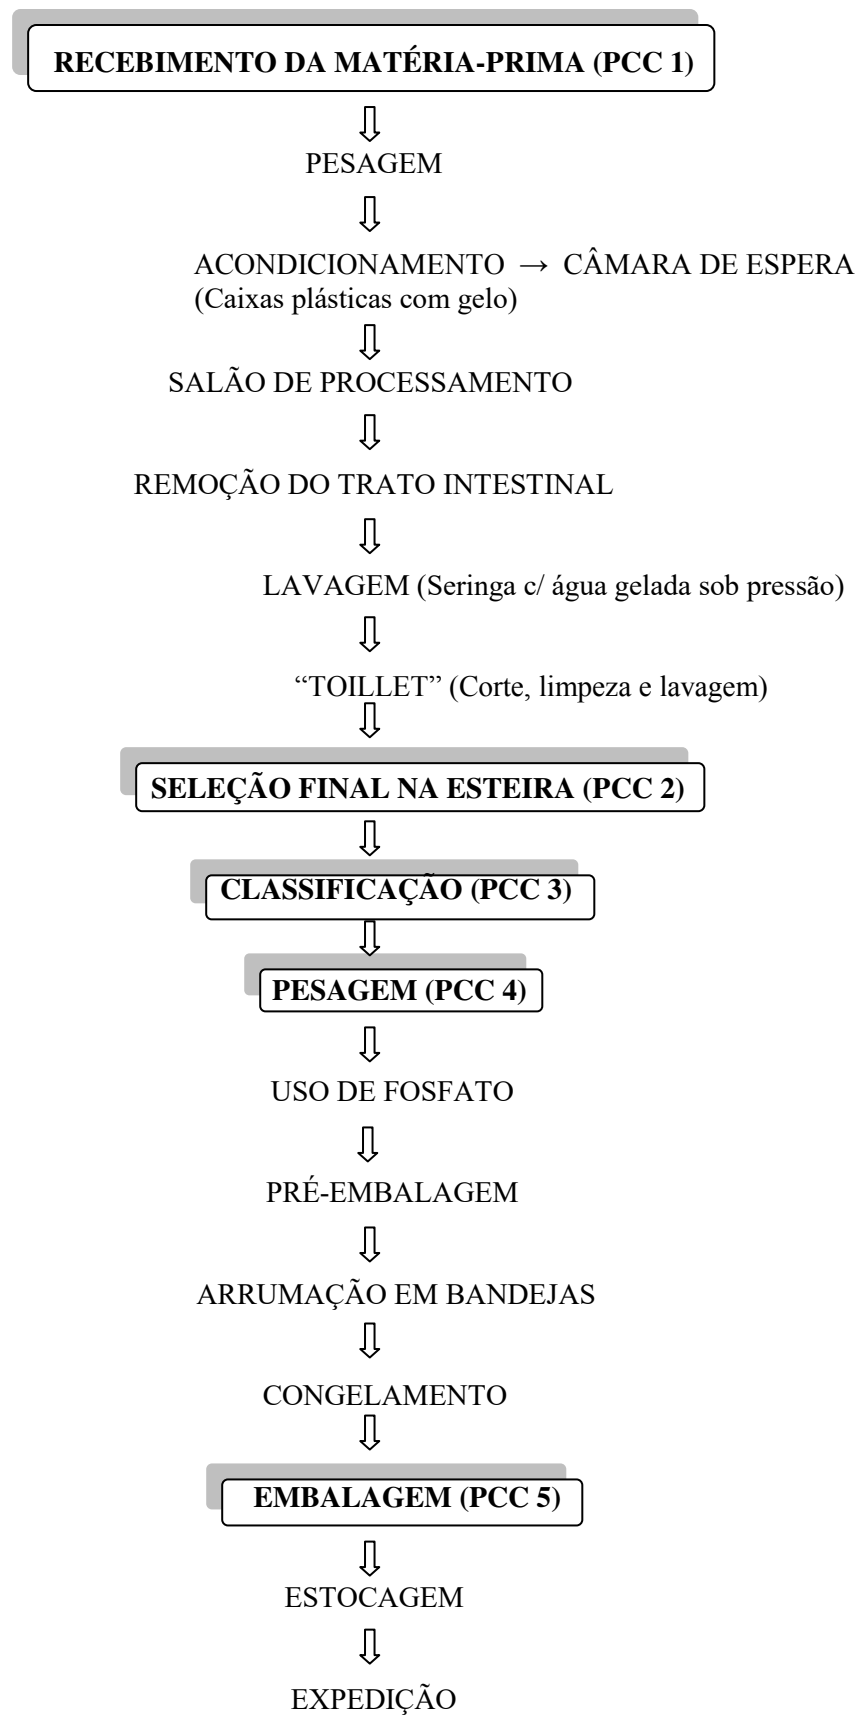 RECEBIMENTO DA MATÉRIA-PRIMA (PCC 1)
PESAGEM
ACONDICIONAMENTO → CÂMARA DE ESPERA
(Caixas plásticas com gelo)
SALÃO DE PROCESSAMENTO
REMOÇÃO DO TRATO INTESTINAL
LAVAGEM (Seringa c/ água gelada sob pressão)
“TOILLET” (Corte, limpeza e lavagem)
SELEÇÃO FINAL NA ESTEIRA (PCC 2)
CLASSIFICAÇÃO (PCC 3)
PESAGEM (PCC 4)
USO DE FOSFATO
PRÉ-EMBALAGEM
ARRUMAÇÃO EM BANDEJAS
CONGELAMENTO
EMBALAGEM (PCC 5)
ESTOCAGEM
EXPEDIÇÃO